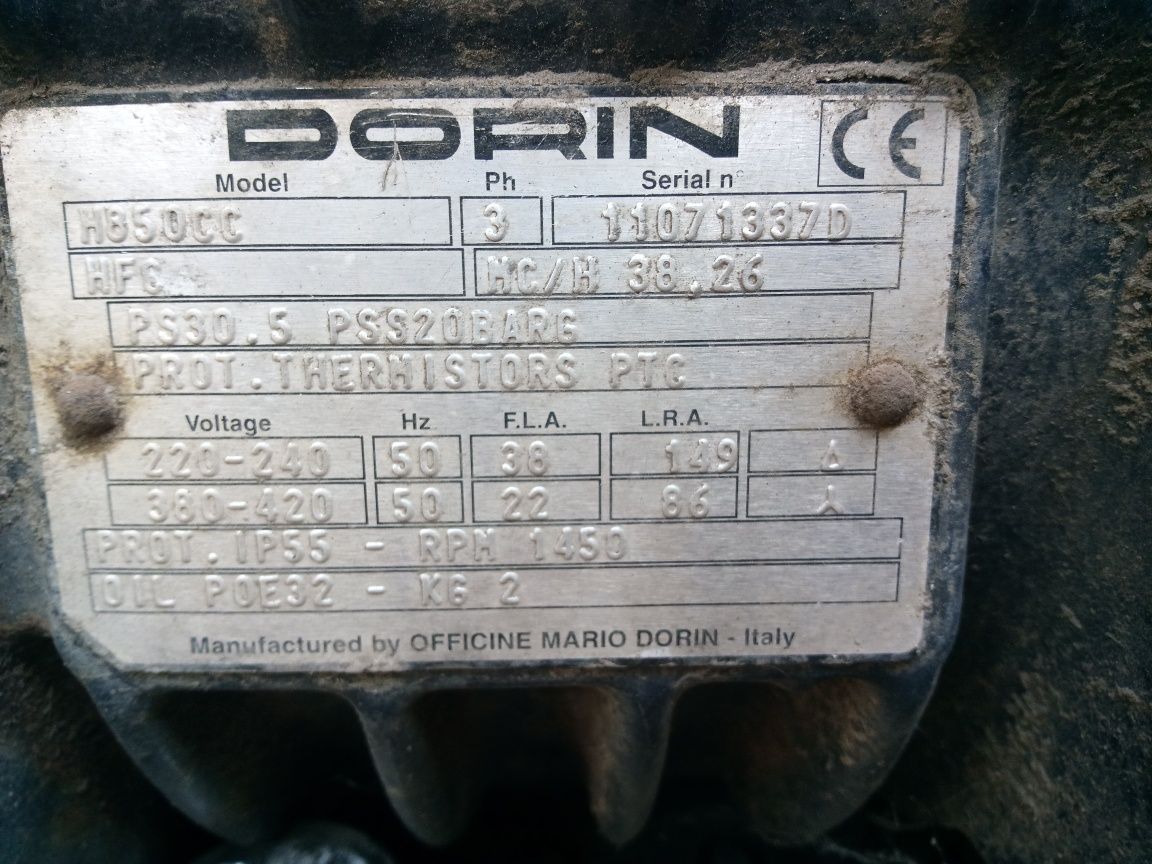 DORIN CE
Model Ph Serial n°
H850CC 3 11071337D
HFC + MC/H 38,26
PS30.5 PSS20BARG
PROT.THERMISTORS PTC
Voltage Hz F.L.A. L.R.A.
220-240 50 38 149
380-420 50 22 86
PROT.IP55 - RPM 1450
OIL POE32 - KG 2
Manufactured by OFFICINE MARIO DORIN - Italy